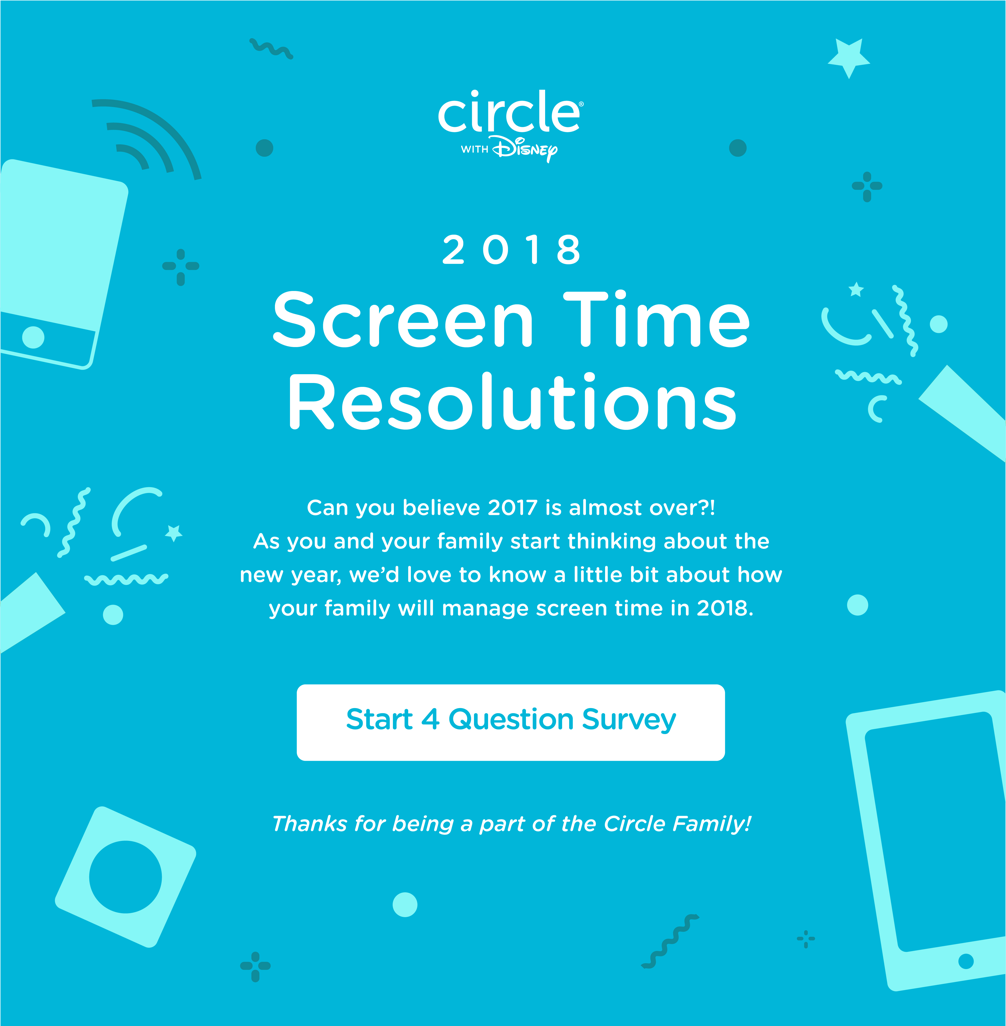 circle®
WITH Disney
2018
Screen Time
Resolutions
Can you believe 2017 is almost over?!
As you and your family start thinking about the
new year, we’d love to know a little bit about how
your family will manage screen time in 2018.
Start 4 Question Survey
Thanks for being a part of the Circle Family!